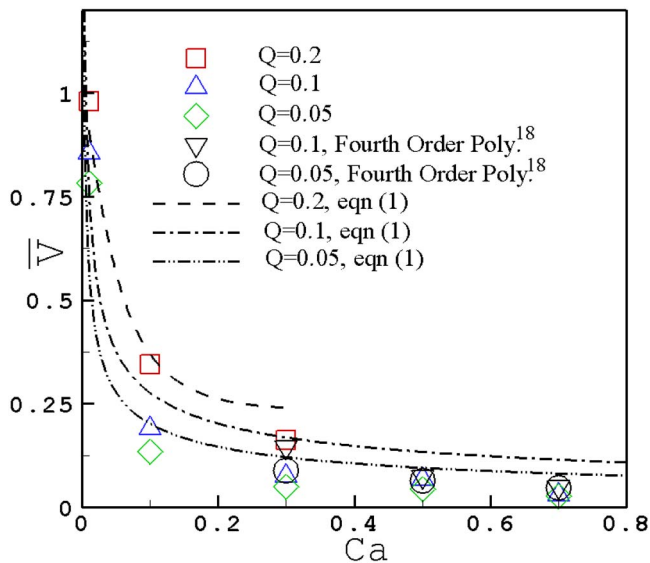 Q=0.2
Q=0.1
Q=0.05
Q=0.1, Fourth Order Poly.18
Q=0.05, Fourth Order Poly.18
Q=0.2, eqn (1)
Q=0.1, eqn (1)
Q=0.05, eqn (1)
1
0.75
0.5
0.25
0
V
0
0.2
0.4
0.6
0.8
Ca